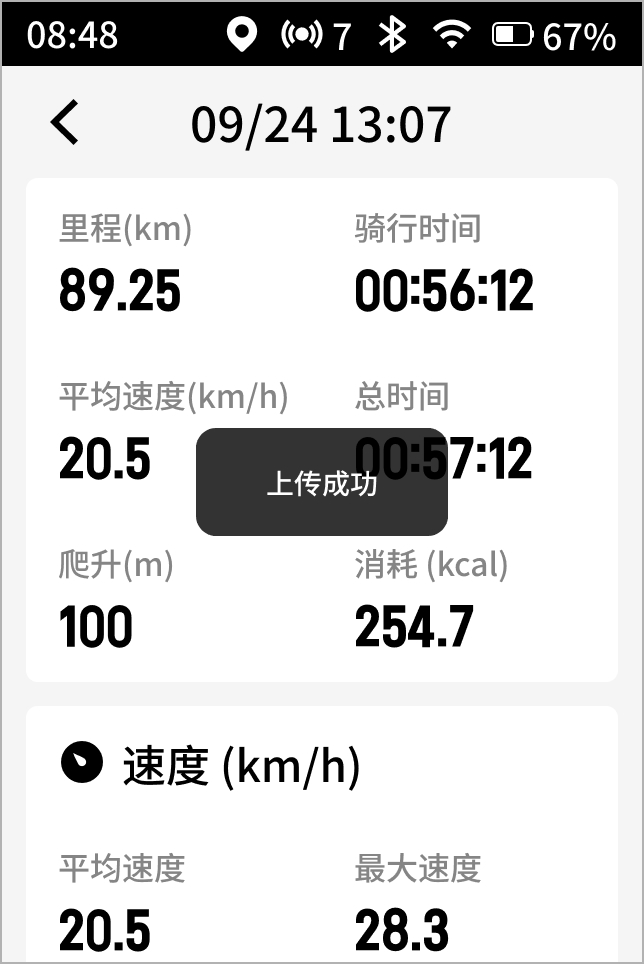 08:48 7 67%
09/24 13:07
里程(km) 骑行时间
89.25 00:56:12
平均速度(km/h) 总时间
20.5 00:57:12
上传成功
爬升(m) 消耗 (kcal)
100 254.7
速度 (km/h)
平均速度 最大速度
20.5 28.3